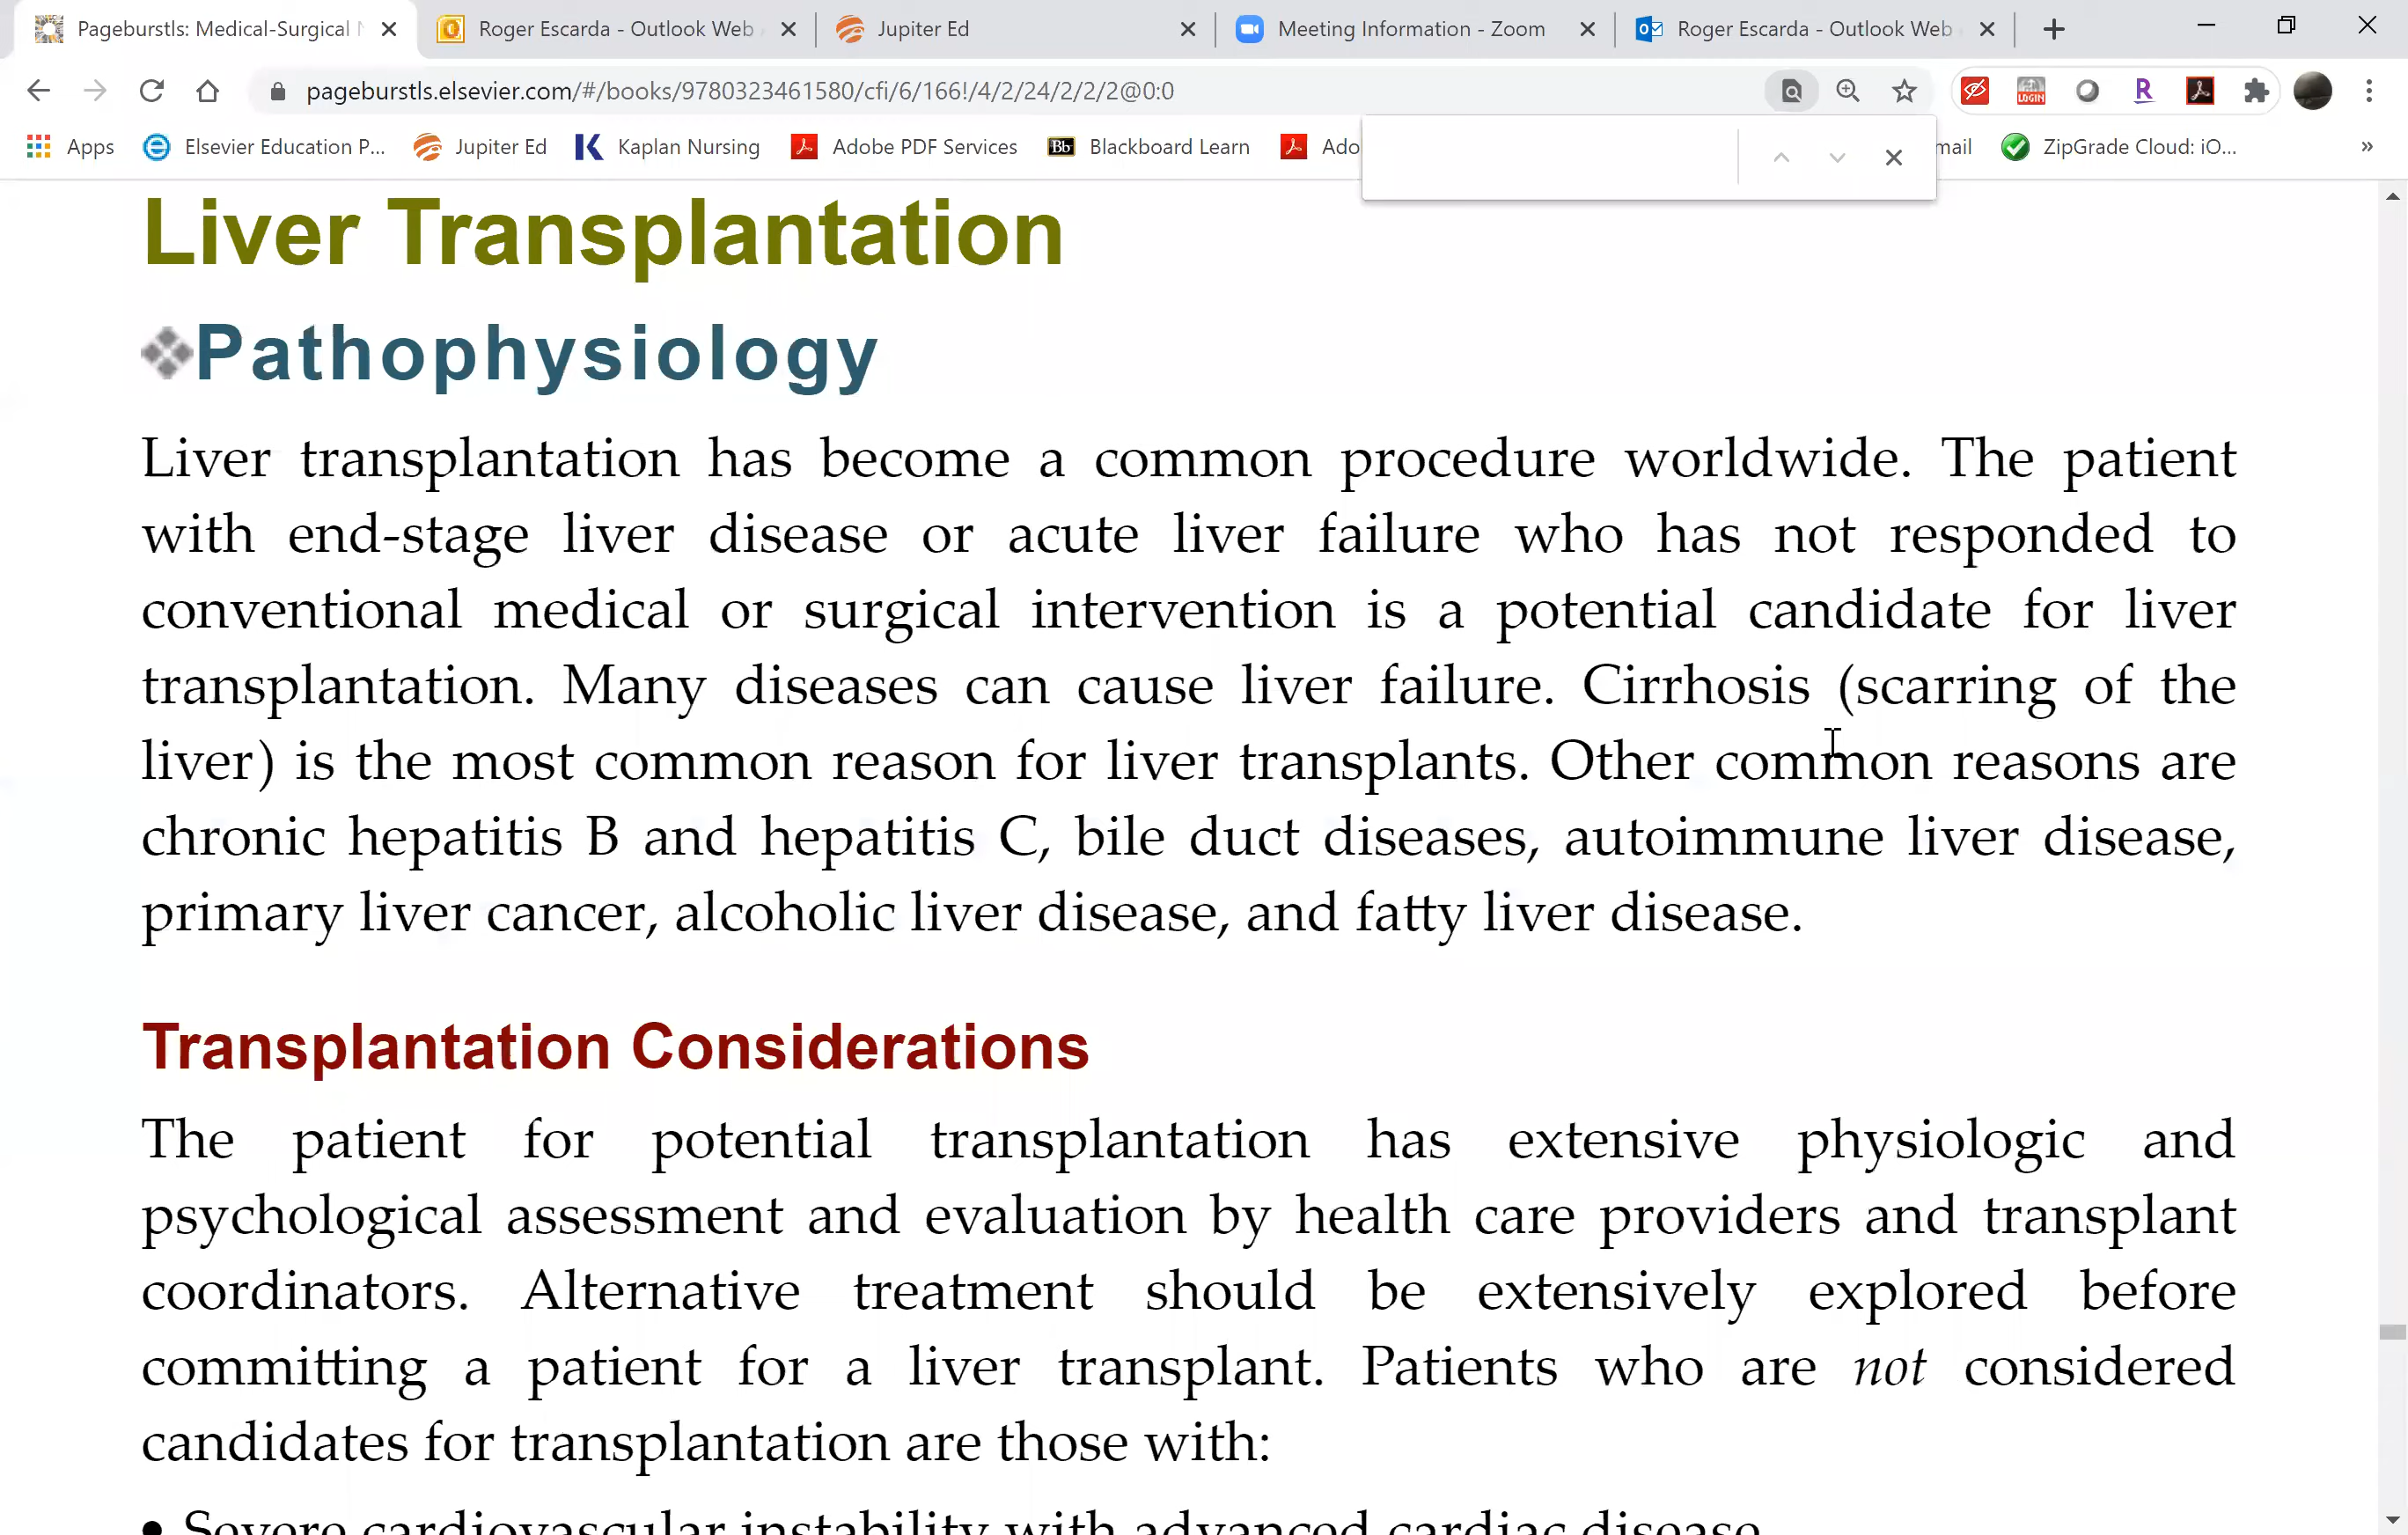 Pageburstls: Medical-Surgical
Roger Escarda - Outlook Web
Jupiter Ed
Meeting Information - Zoom
Roger Escarda - Outlook Web
pageburstls.elsevier.com/#/books/9780323461580/cfi/6/166!/4/2/24/2/2/2@0:0
LOGIN
R
Apps
Elsevier Education P...
Jupiter Ed
Kaplan Nursing
Adobe PDF Services
Bb
Blackboard Learn
Ado
mail
ZipGrade Cloud: iO...
»
Liver Transplantation
Pathophysiology
Liver transplantation has become a common procedure worldwide. The patient
with end-stage liver disease or acute liver failure who has not responded to
conventional medical or surgical intervention is a potential candidate for liver
transplantation. Many diseases can cause liver failure. Cirrhosis (scarring of the
liver) is the most common reason for liver transplants. Other common reasons are
chronic hepatitis B and hepatitis C, bile duct diseases, autoimmune liver disease,
primary liver cancer, alcoholic liver disease, and fatty liver disease.
Transplantation Considerations
The patient for potential transplantation has extensive physiologic and
psychological assessment and evaluation by health care providers and transplant
coordinators. Alternative treatment should be extensively explored before
committing a patient for a liver transplant. Patients who are not considered
candidates for transplantation are those with:
• Severe cardiovascular instability with advanced cardiac disease